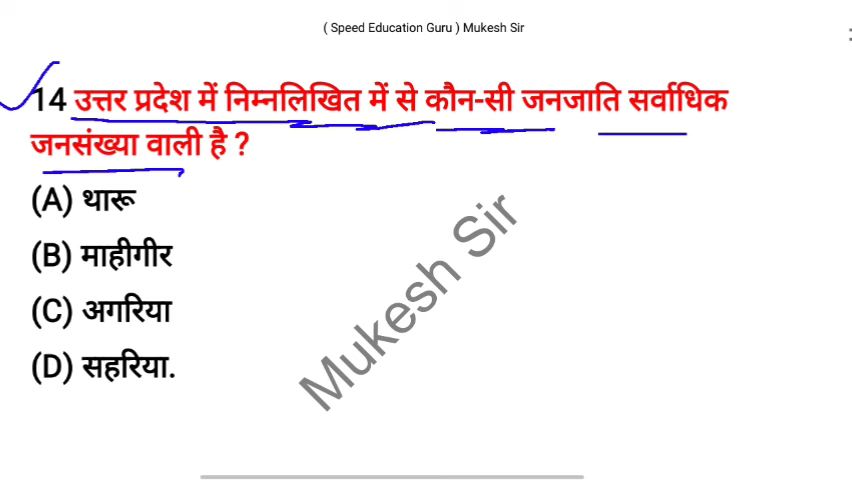 ( Speed Education Guru ) Mukesh Sir
14 उत्तर प्रदेश में निम्नलिखित में से कौन-सी जनजाति सर्वाधिक
जनसंख्या वाली है ?
(A) थारू
(B) माहीगीर
(C) अगरिया
(D) सहरिया.
Mukesh Sir